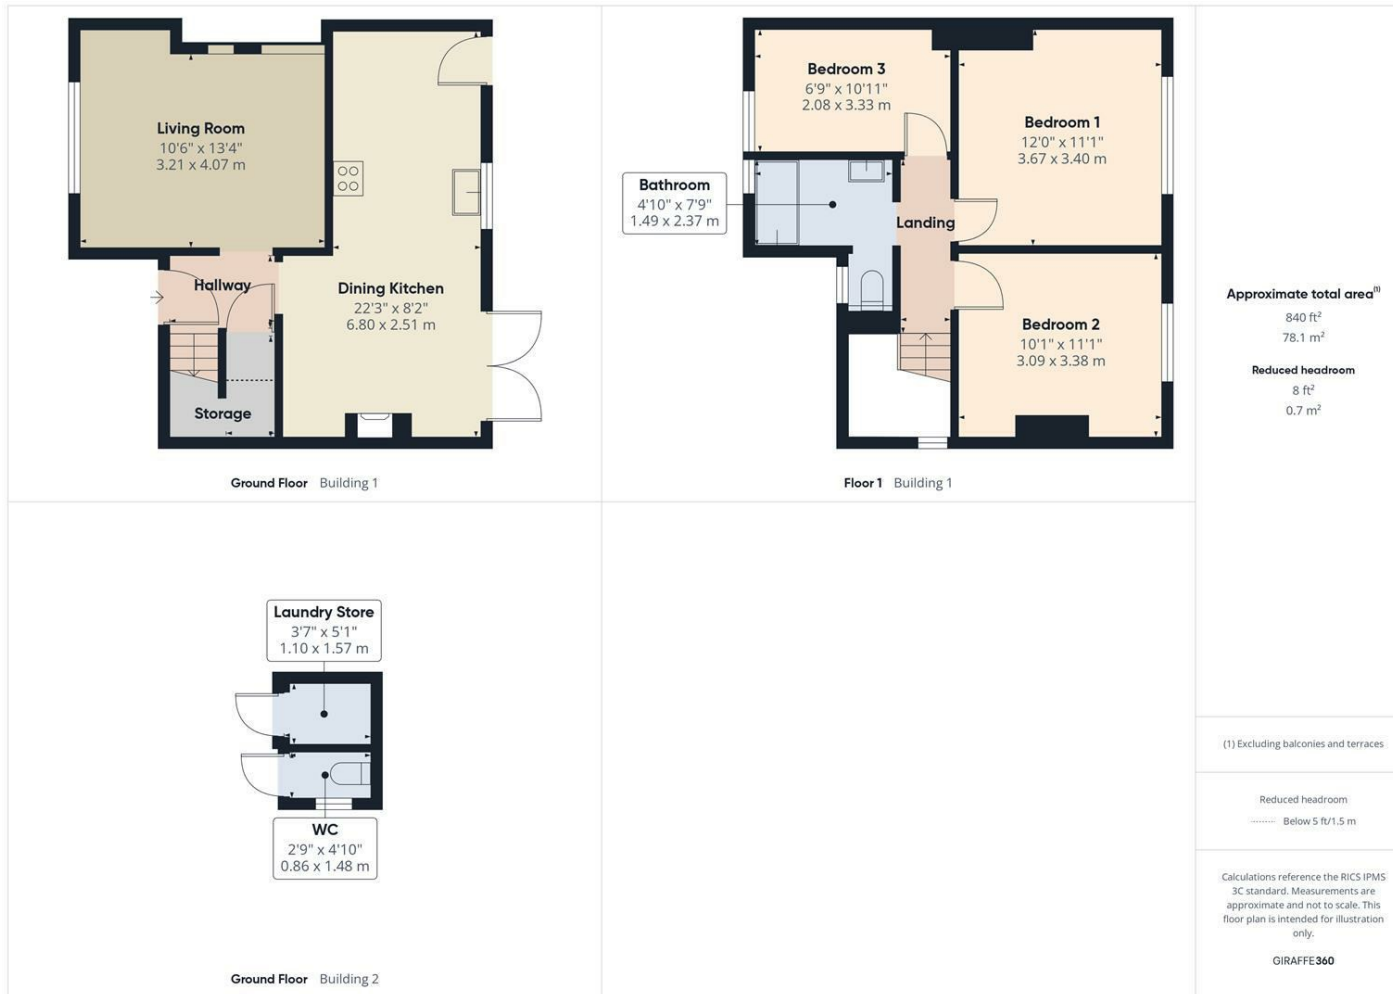 Living Room
10'6" x 13'4"
3.21 x 4.07 m
Hallway
Dining Kitchen
22'3" x 8'2"
6.80 x 2.51 m
Storage
Ground Floor Building 1
Bedroom 3
6'9" x 10'11"
2.08 x 3.33 m
Bedroom 1
12'0" x 11'1"
3.67 x 3.40 m
Bathroom
4'10" x 7'9"
1.49 x 2.37 m
Landing
Bedroom 2
10'1" x 11'1"
3.09 x 3.38 m
Floor 1 Building 1
Laundry Store
3'7" x 5'1"
1.10 x 1.57 m
WC
2'9" x 4'10"
0.86 x 1.48 m
Ground Floor Building 2
Approximate total area(1)
840 ft²
78.1 m²
Reduced headroom
8 ft²
0.7 m²
(1) Excluding balconies and terraces
Reduced headroom
Below 5 ft/1.5 m
Calculations reference the RICS IPMS
3C standard. Measurements are
approximate and not to scale. This
floor plan is intended for illustration
only.
GIRAFFE360